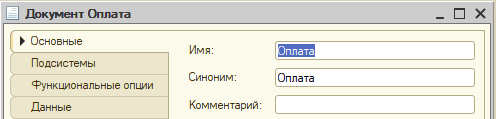 Документ Оплата
Основные
Подсистемы
Функциональные опции
Данные
Имя: Оплата
Синоним: Оплата
Комментарий: